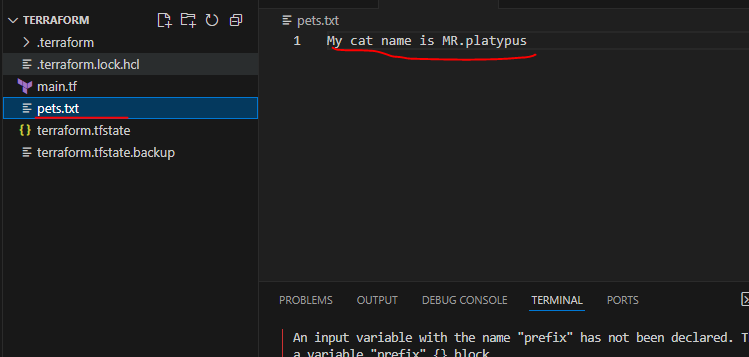 TERRAFORM
.terraform
.terraform.lock.hcl
main.tf
pets.txt
{} terraform.tfstate
terraform.tfstate.backup
pets.txt
1 My cat name is MR.platypus
PROBLEMS OUTPUT DEBUG CONSOLE TERMINAL PORTS
An input variable with the name "prefix" has not been declared. T
a variable "prefix" {} block